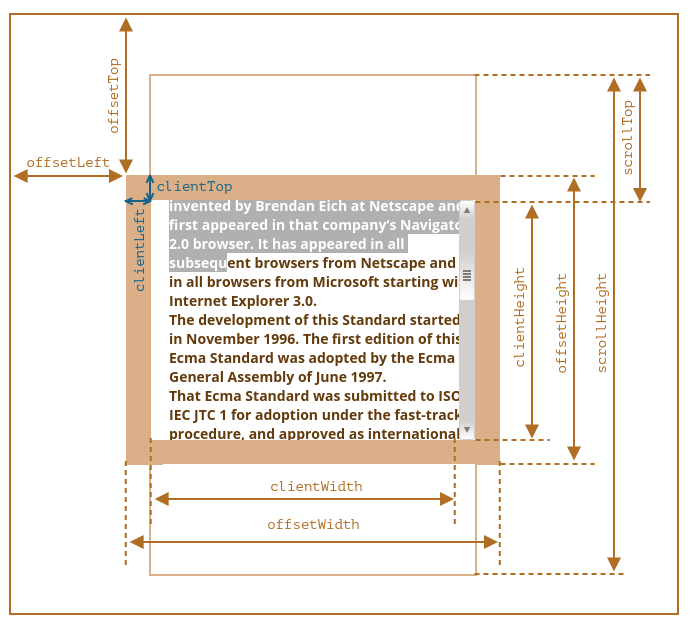 offsetTop
scrollTop
offsetLeft
clientTop
clientLeft
invented by Brendan Eich at Netscape and
first appeared in that company's Navigato
2.0 browser. It has appeared in all
subsequent browsers from Netscape and
in all browsers from Microsoft starting wi
Internet Explorer 3.0.
The development of this Standard started
in November 1996. The first edition of this
Ecma Standard was adopted by the Ecma
General Assembly of June 1997.
That Ecma Standard was submitted to ISO
IEC JTC 1 for adoption under the fast-track
procedure, and approved as international
clientHeight
offsetHeight
scrollHeight
clientWidth
offsetWidth